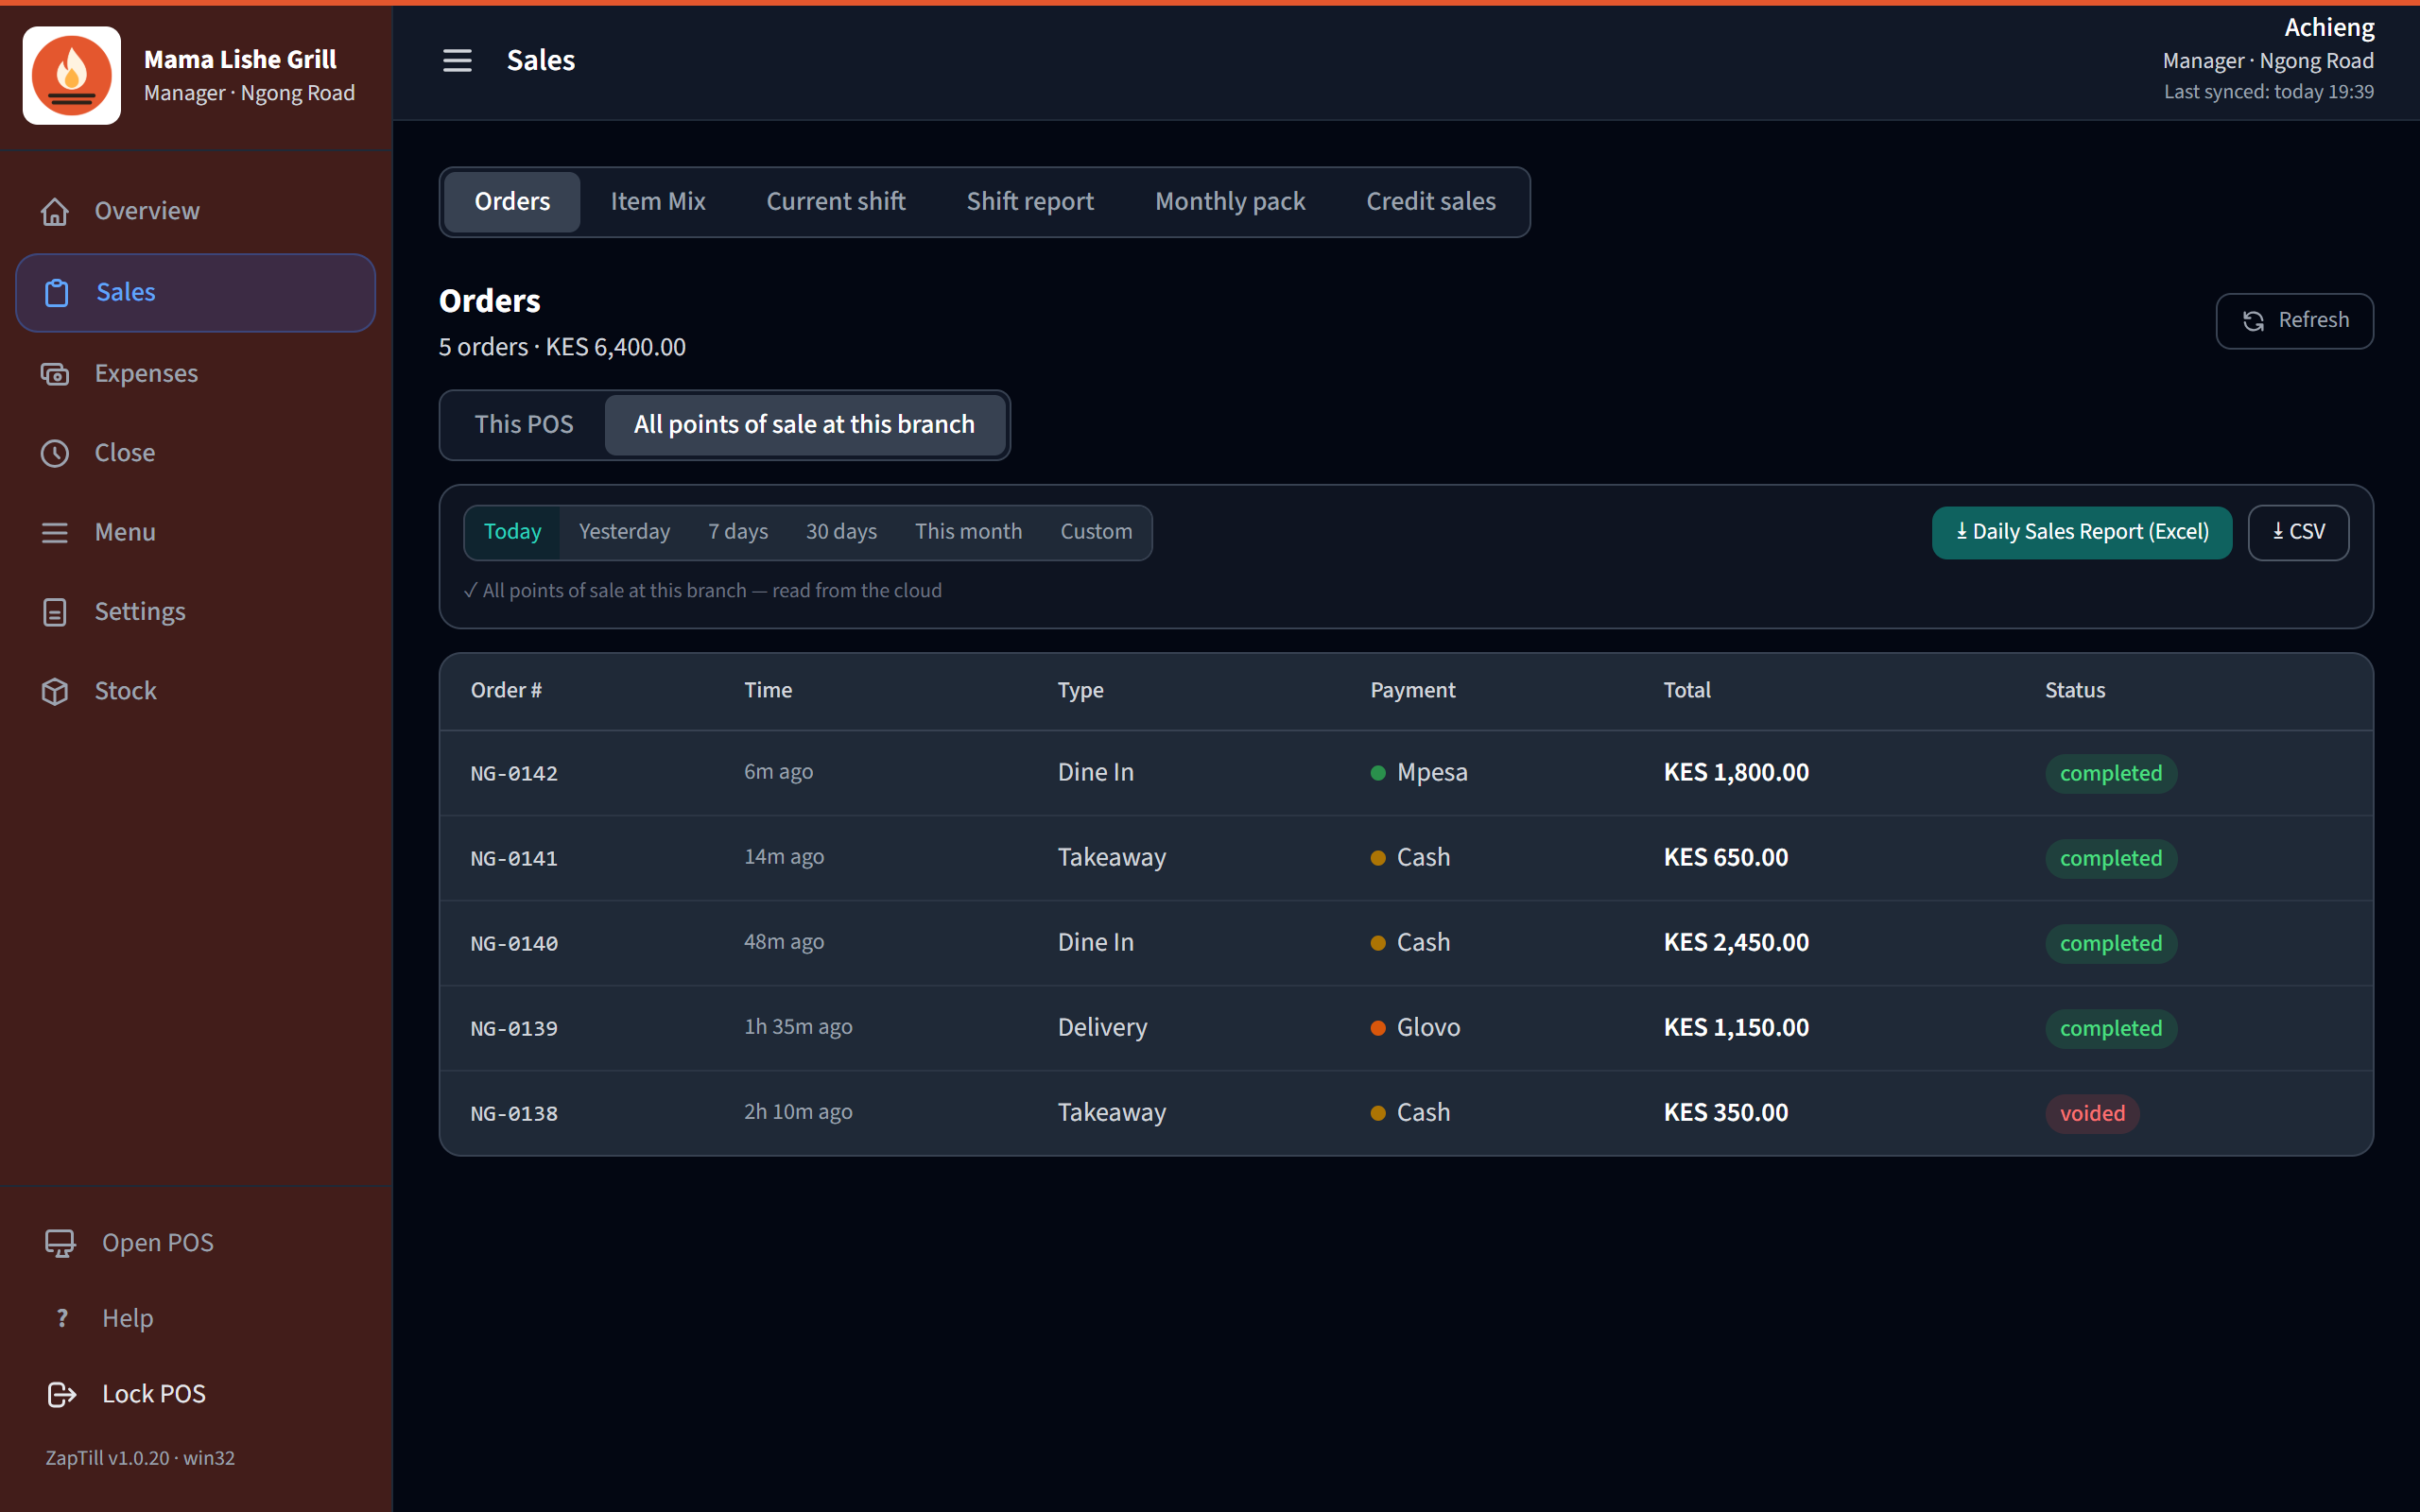 Mama Lishe Grill
Manager · Ngong Road
Overview
Sales
Expenses
Close
Menu
Settings
Stock
Open POS
? Help
Lock POS
ZapTill v1.0.20 · win32
Sales
Achieng
Manager · Ngong Road
Last synced: today 19:39
Orders Item Mix Current shift Shift report Monthly pack Credit sales
Orders
5 orders · KES 6,400.00
Refresh
This POS All points of sale at this branch
Today Yesterday 7 days 30 days This month Custom
⤓ Daily Sales Report (Excel) ⤓ CSV
✓ All points of sale at this branch — read from the cloud
Order # Time Type Payment Total Status
NG-0142 6m ago Dine In Mpesa KES 1,800.00 completed
NG-0141 14m ago Takeaway Cash KES 650.00 completed
NG-0140 48m ago Dine In Cash KES 2,450.00 completed
NG-0139 1h 35m ago Delivery Glovo KES 1,150.00 completed
NG-0138 2h 10m ago Takeaway Cash KES 350.00 voided